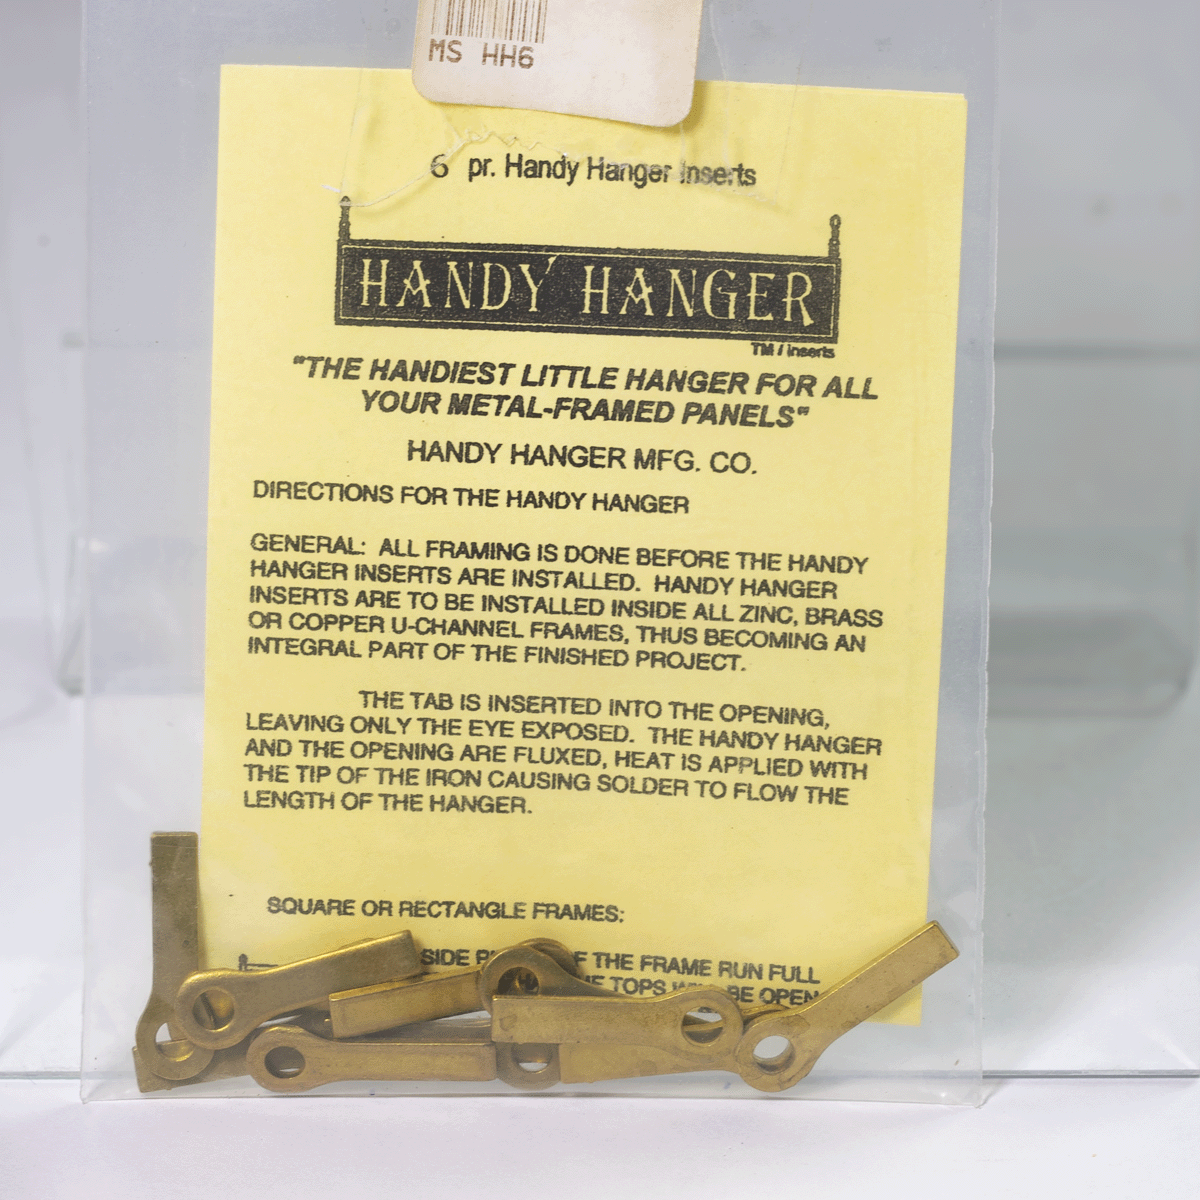 MS HH6
6 pr. Handy Hanger Inserts
HANDY HANGER
TM / Inserts
"THE HANDIEST LITTLE HANGER FOR ALL
YOUR METAL-FRAMED PANELS"
HANDY HANGER MFG. CO.
DIRECTIONS FOR THE HANDY HANGER
GENERAL: ALL FRAMING IS DONE BEFORE THE HANDY
HANGER INSERTS ARE INSTALLED. HANDY HANGER
INSERTS ARE TO BE INSTALLED INSIDE ALL ZINC, BRASS
OR COPPER U-CHANNEL FRAMES, THUS BECOMING AN
INTEGRAL PART OF THE FINISHED PROJECT.
THE TAB IS INSERTED INTO THE OPENING,
LEAVING ONLY THE EYE EXPOSED. THE HANDY HANGER
AND THE OPENING ARE FLUXED, HEAT IS APPLIED WITH
THE TIP OF THE IRON CAUSING SOLDER TO FLOW THE
LENGTH OF THE HANGER.
SQUARE OR RECTANGLE FRAMES:
SIDE THE FRAME RUN FULL
TOPS WILL BE OPEN